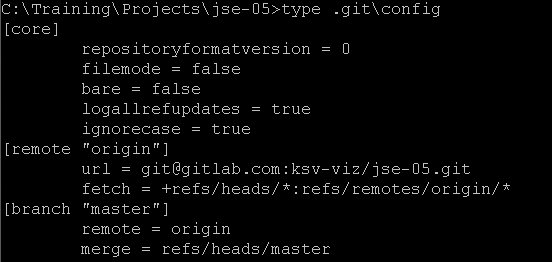 C:\Training\Projects\jse-05>type .git\config
[core]
        repositoryformatversion = 0
        filemode = false
        bare = false
        logallrefupdates = true
        ignorecase = true
[remote "origin"]
        url = git@gitlab.com:ksv-viz/jse-05.git
        fetch = +refs/heads/*:refs/remotes/origin/*
[branch "master"]
        remote = origin
        merge = refs/heads/master